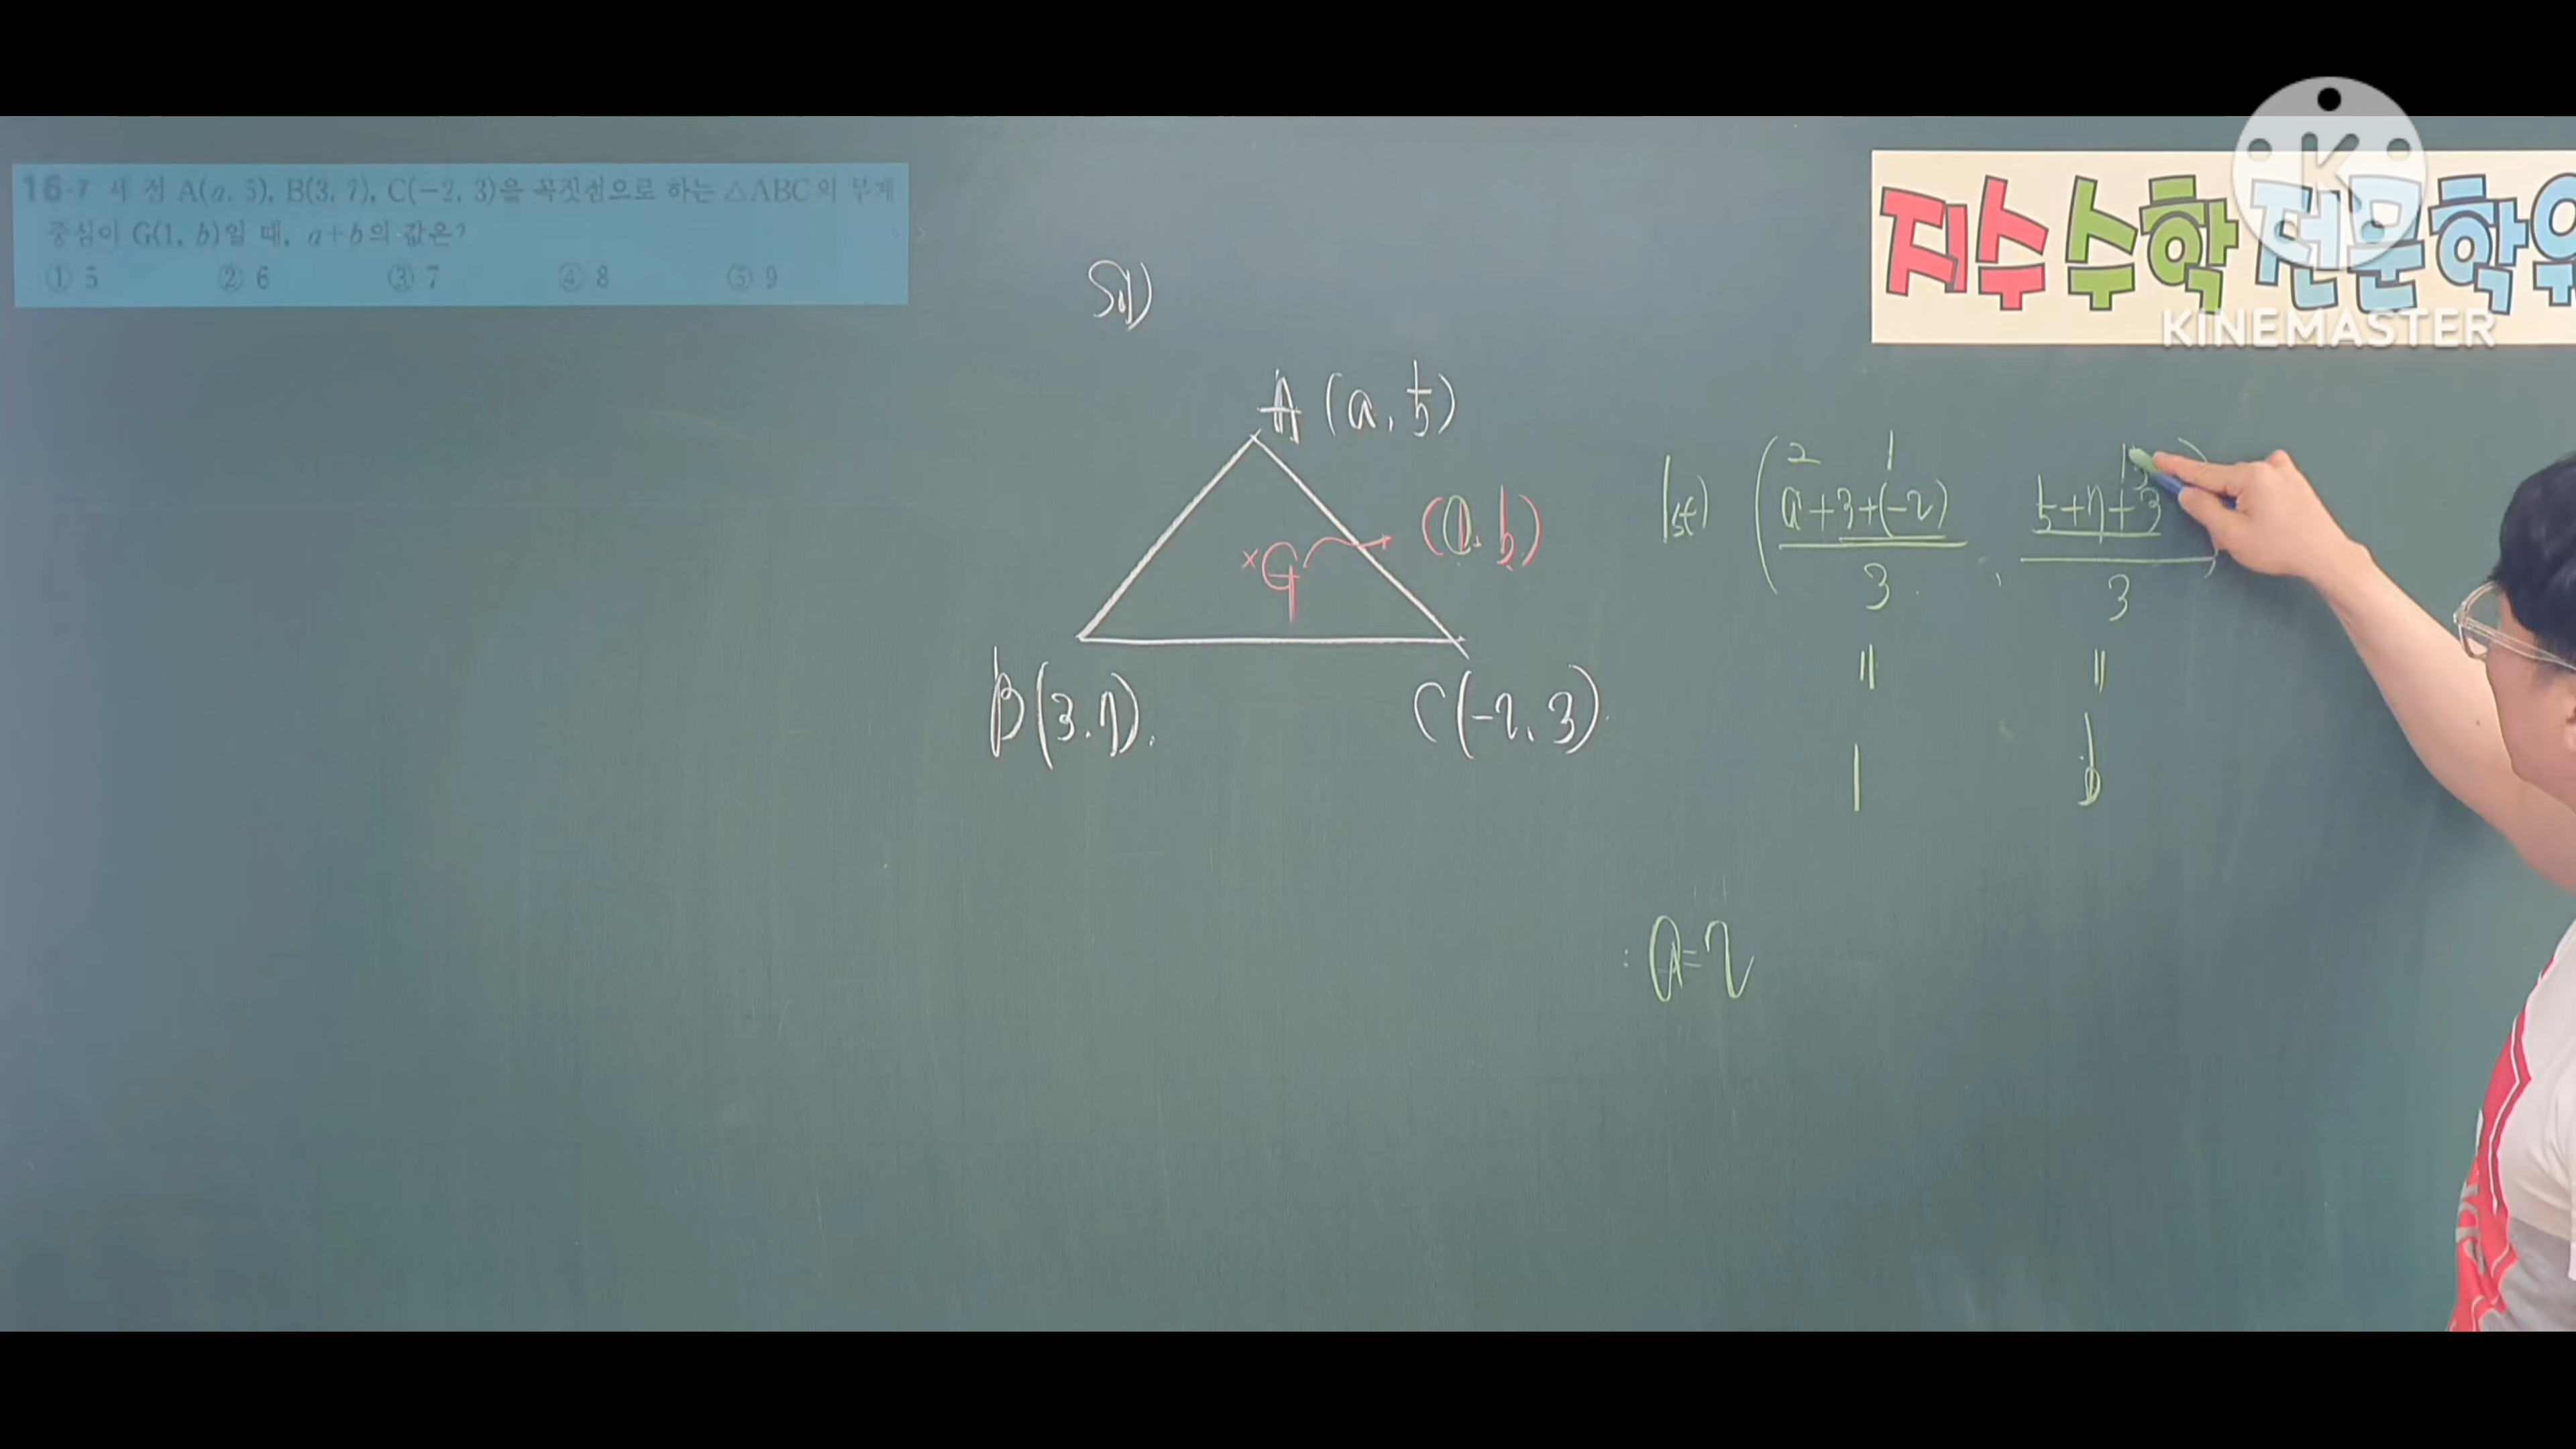 16-7 세 점 A(a, 5), B(3, 7), C(−2, 3)을 꼭짓점으로 하는 △ABC의 무게
중심이 G(1, b)일 때, a+b의 값은?
① 5 ② 6 ③ 7 ④ 8 ⑤ 9
지수 수학 전문학원
KINEMASTER
Sol)
A (a, 5)
G
(1, b)
B(3, 7).
C(-2, 3)
1st)
2 1 15
( a+3+(-2) , 5+7+3 )
3 3
= =
1 b
: a=2